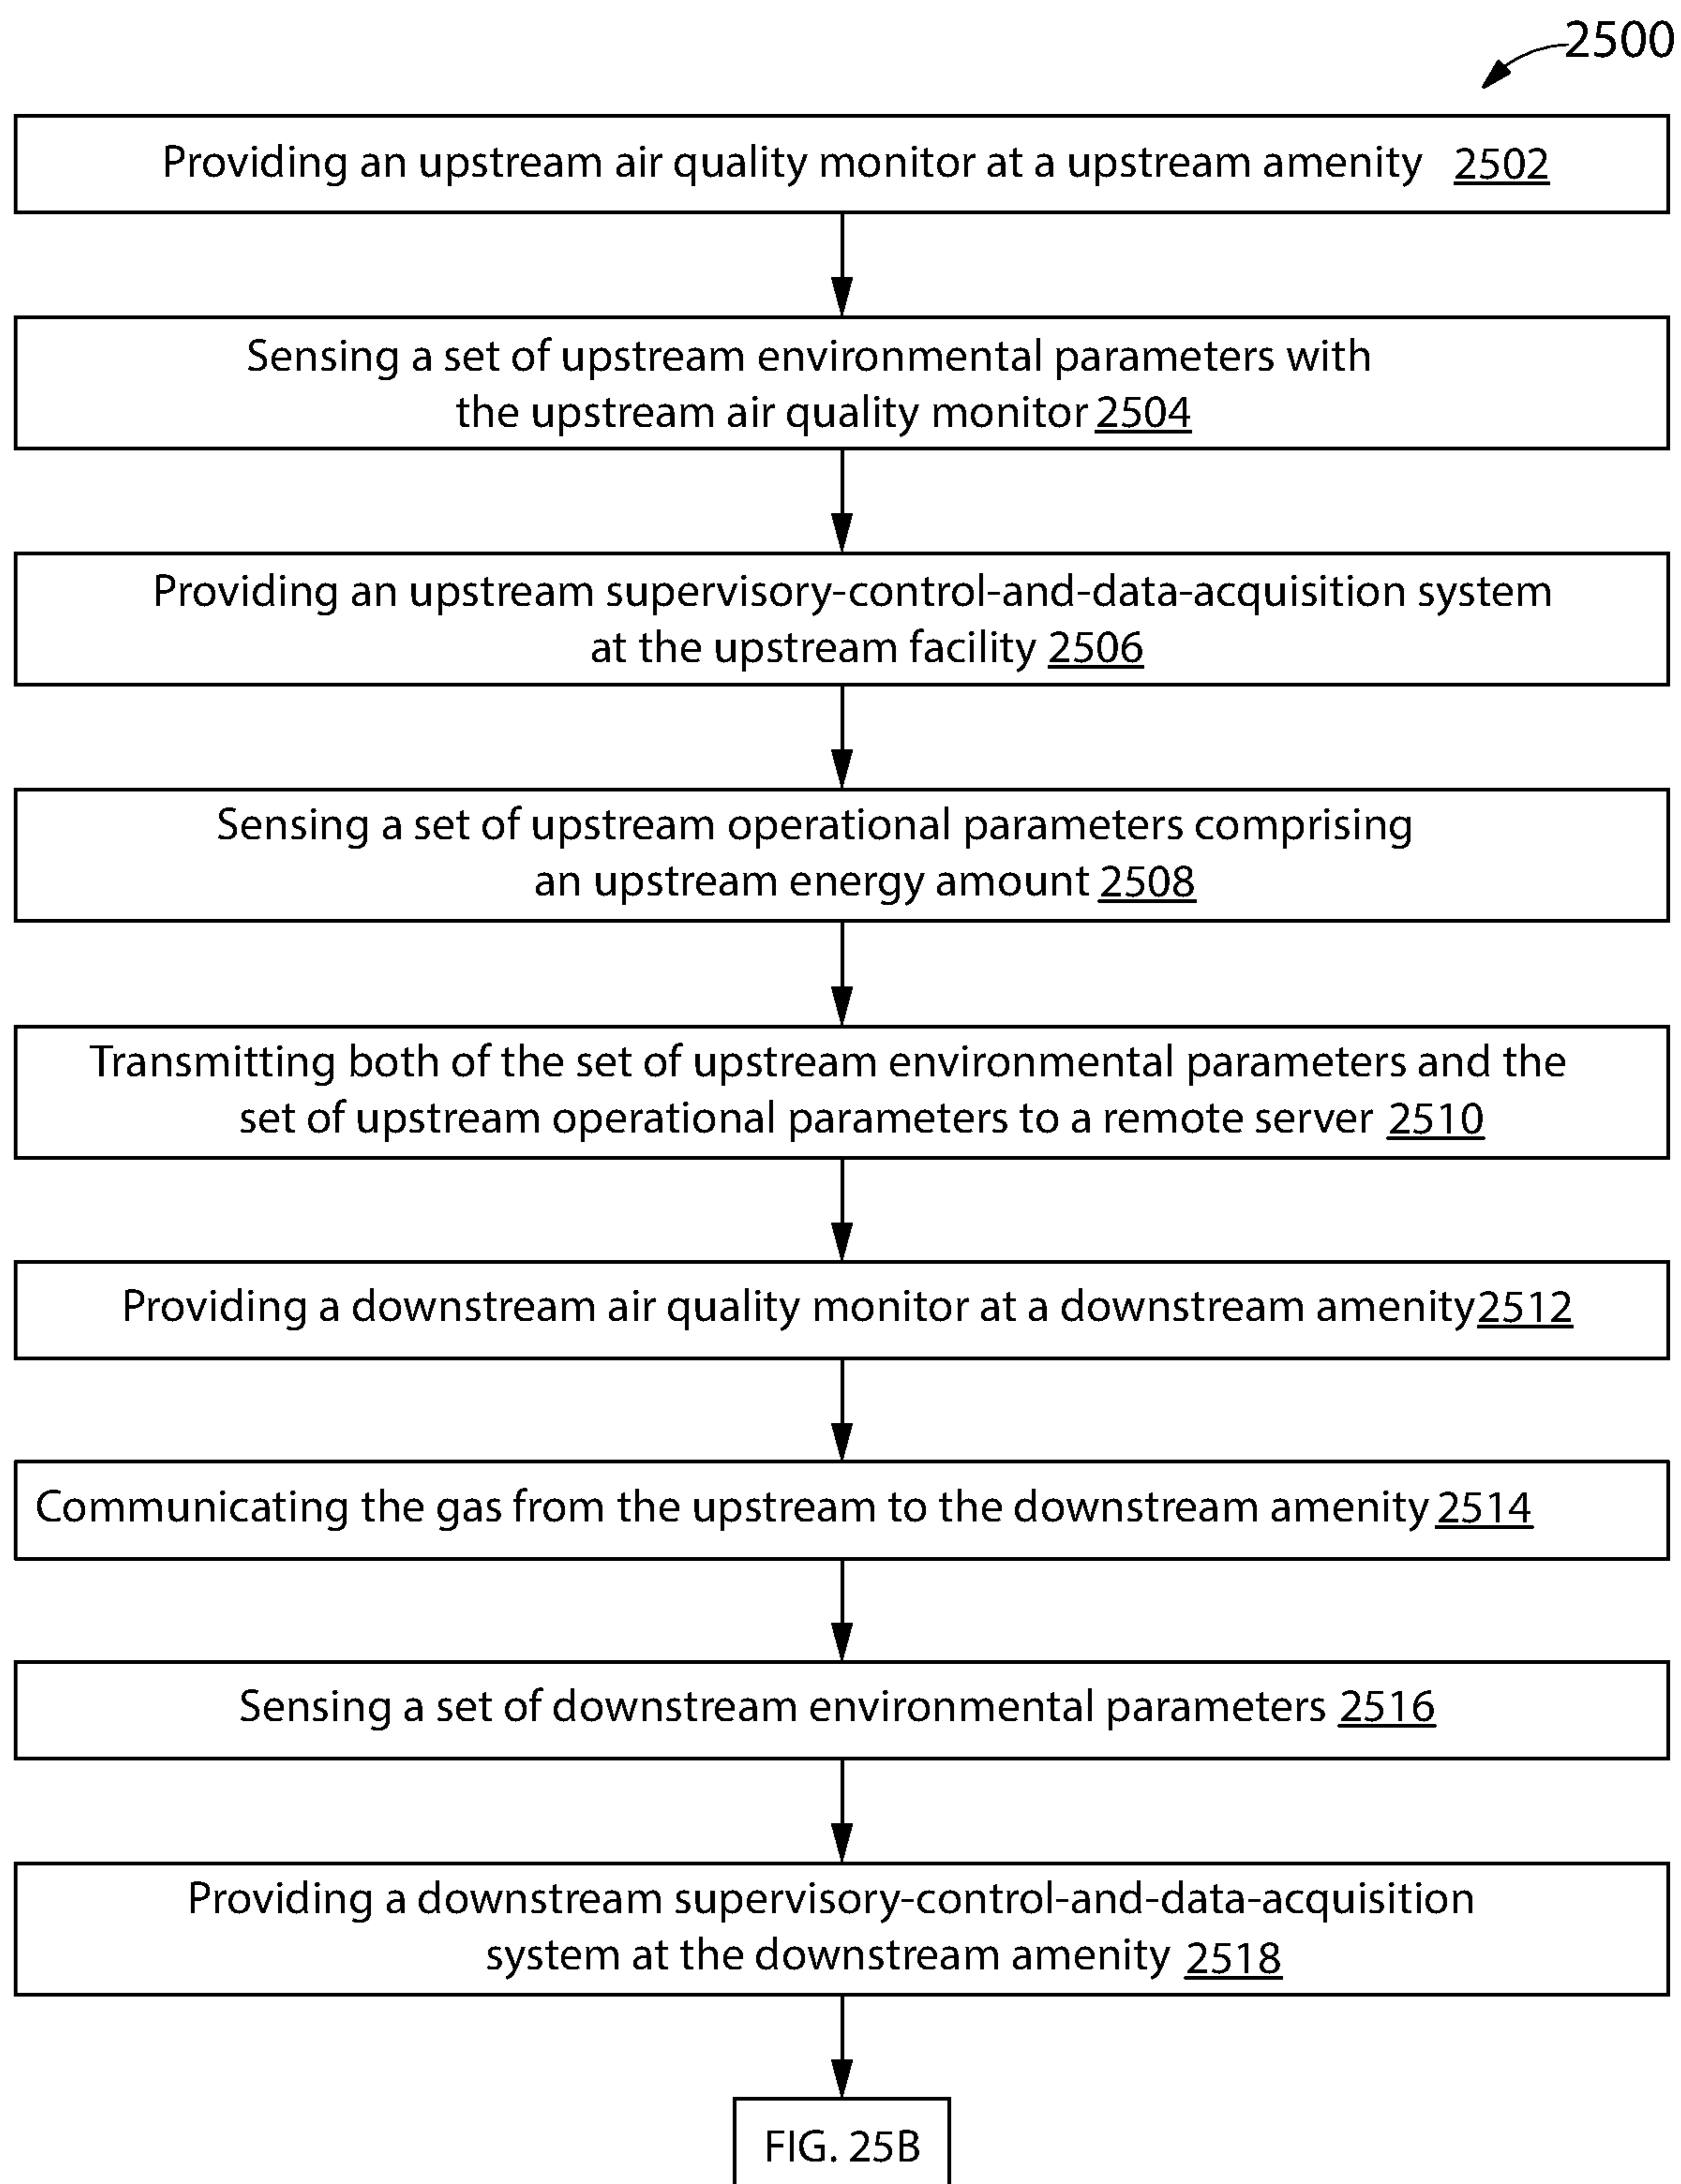 2500
Providing an upstream air quality monitor at a upstream amenity 2502
Sensing a set of upstream environmental parameters with
the upstream air quality monitor 2504
Providing an upstream supervisory-control-and-data-acquisition system
at the upstream facility 2506
Sensing a set of upstream operational parameters comprising
an upstream energy amount 2508
Transmitting both of the set of upstream environmental parameters and the
set of upstream operational parameters to a remote server 2510
Providing a downstream air quality monitor at a downstream amenity 2512
Communicating the gas from the upstream to the downstream amenity 2514
Sensing a set of downstream environmental parameters 2516
Providing a downstream supervisory-control-and-data-acquisition
system at the downstream amenity 2518
FIG. 25B